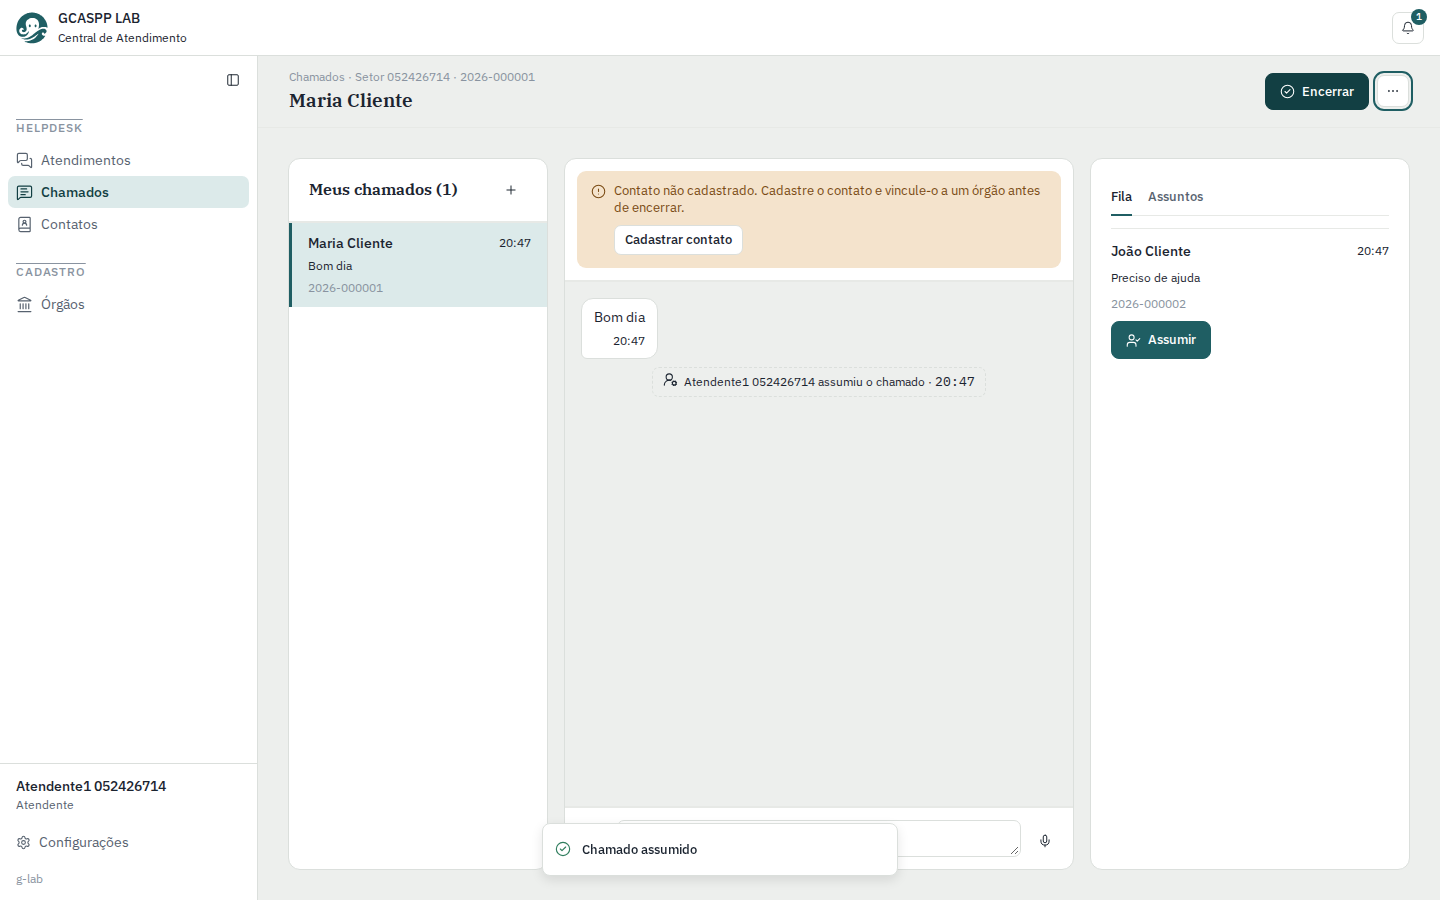 GCASPP LAB
Central de Atendimento
1
HELPDESK
Atendimentos
Chamados
Contatos
CADASTRO
Órgãos
Atendente1 052426714
Atendente
Configurações
g-lab
Chamados · Setor 052426714 · 2026-000001
Maria Cliente
Encerrar
Meus chamados (1)
Maria Cliente 20:47
Bom dia
2026-000001
Contato não cadastrado. Cadastre o contato e vincule-o a um órgão antes
de encerrar.
Cadastrar contato
Bom dia
20:47
Atendente1 052426714 assumiu o chamado · 20:47
Chamado assumido
Fila Assuntos
João Cliente 20:47
Preciso de ajuda
2026-000002
Assumir